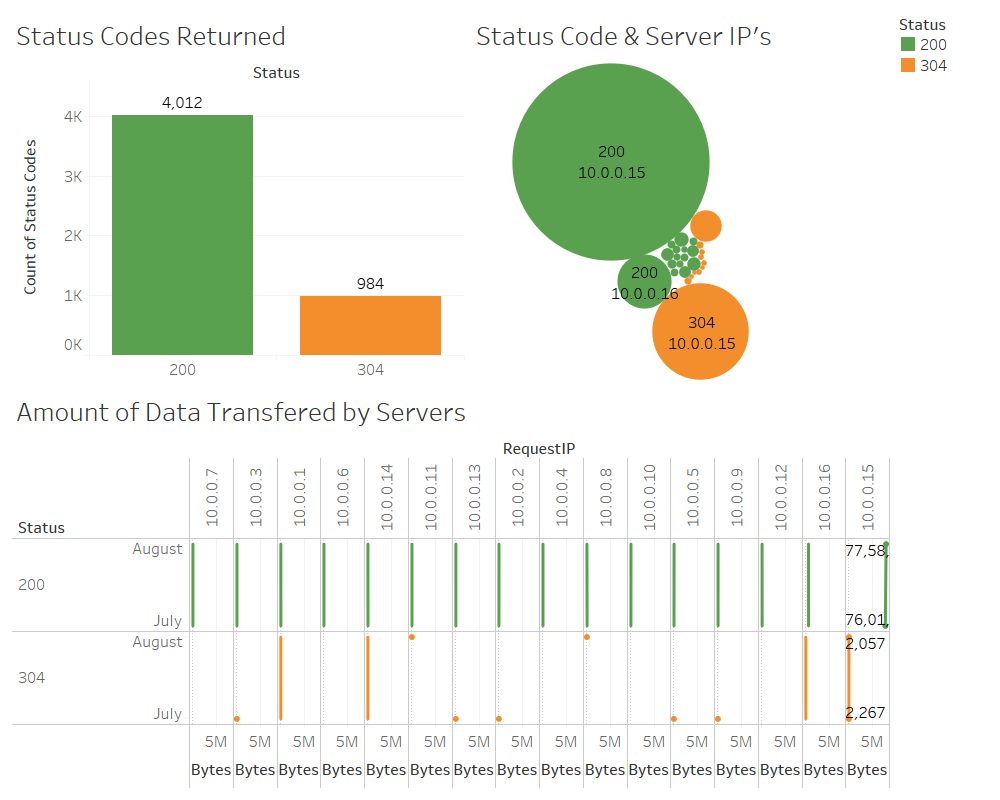 Status Codes Returned
Status
4,012
984
4K
3K
2K
1K
0K
Count of Status Codes
200
304
Status Code & Server IP's
200
10.0.0.15
200
10.0.0.16
304
10.0.0.15
Status
200
304
Amount of Data Transfered by Servers
RequestIP
Status
10.0.0.7
10.0.0.3
10.0.0.1
10.0.0.6
10.0.0.14
10.0.0.11
10.0.0.13
10.0.0.2
10.0.0.4
10.0.0.8
10.0.0.10
10.0.0.5
10.0.0.9
10.0.0.12
10.0.0.16
10.0.0.15
200
August
77,58
July
76,01
304
August
2,057
July
2,267
5M 5M 5M 5M 5M 5M 5M 5M 5M 5M 5M 5M 5M 5M 5M 5M
Bytes Bytes Bytes Bytes Bytes Bytes Bytes Bytes Bytes Bytes Bytes Bytes Bytes Bytes Bytes Bytes